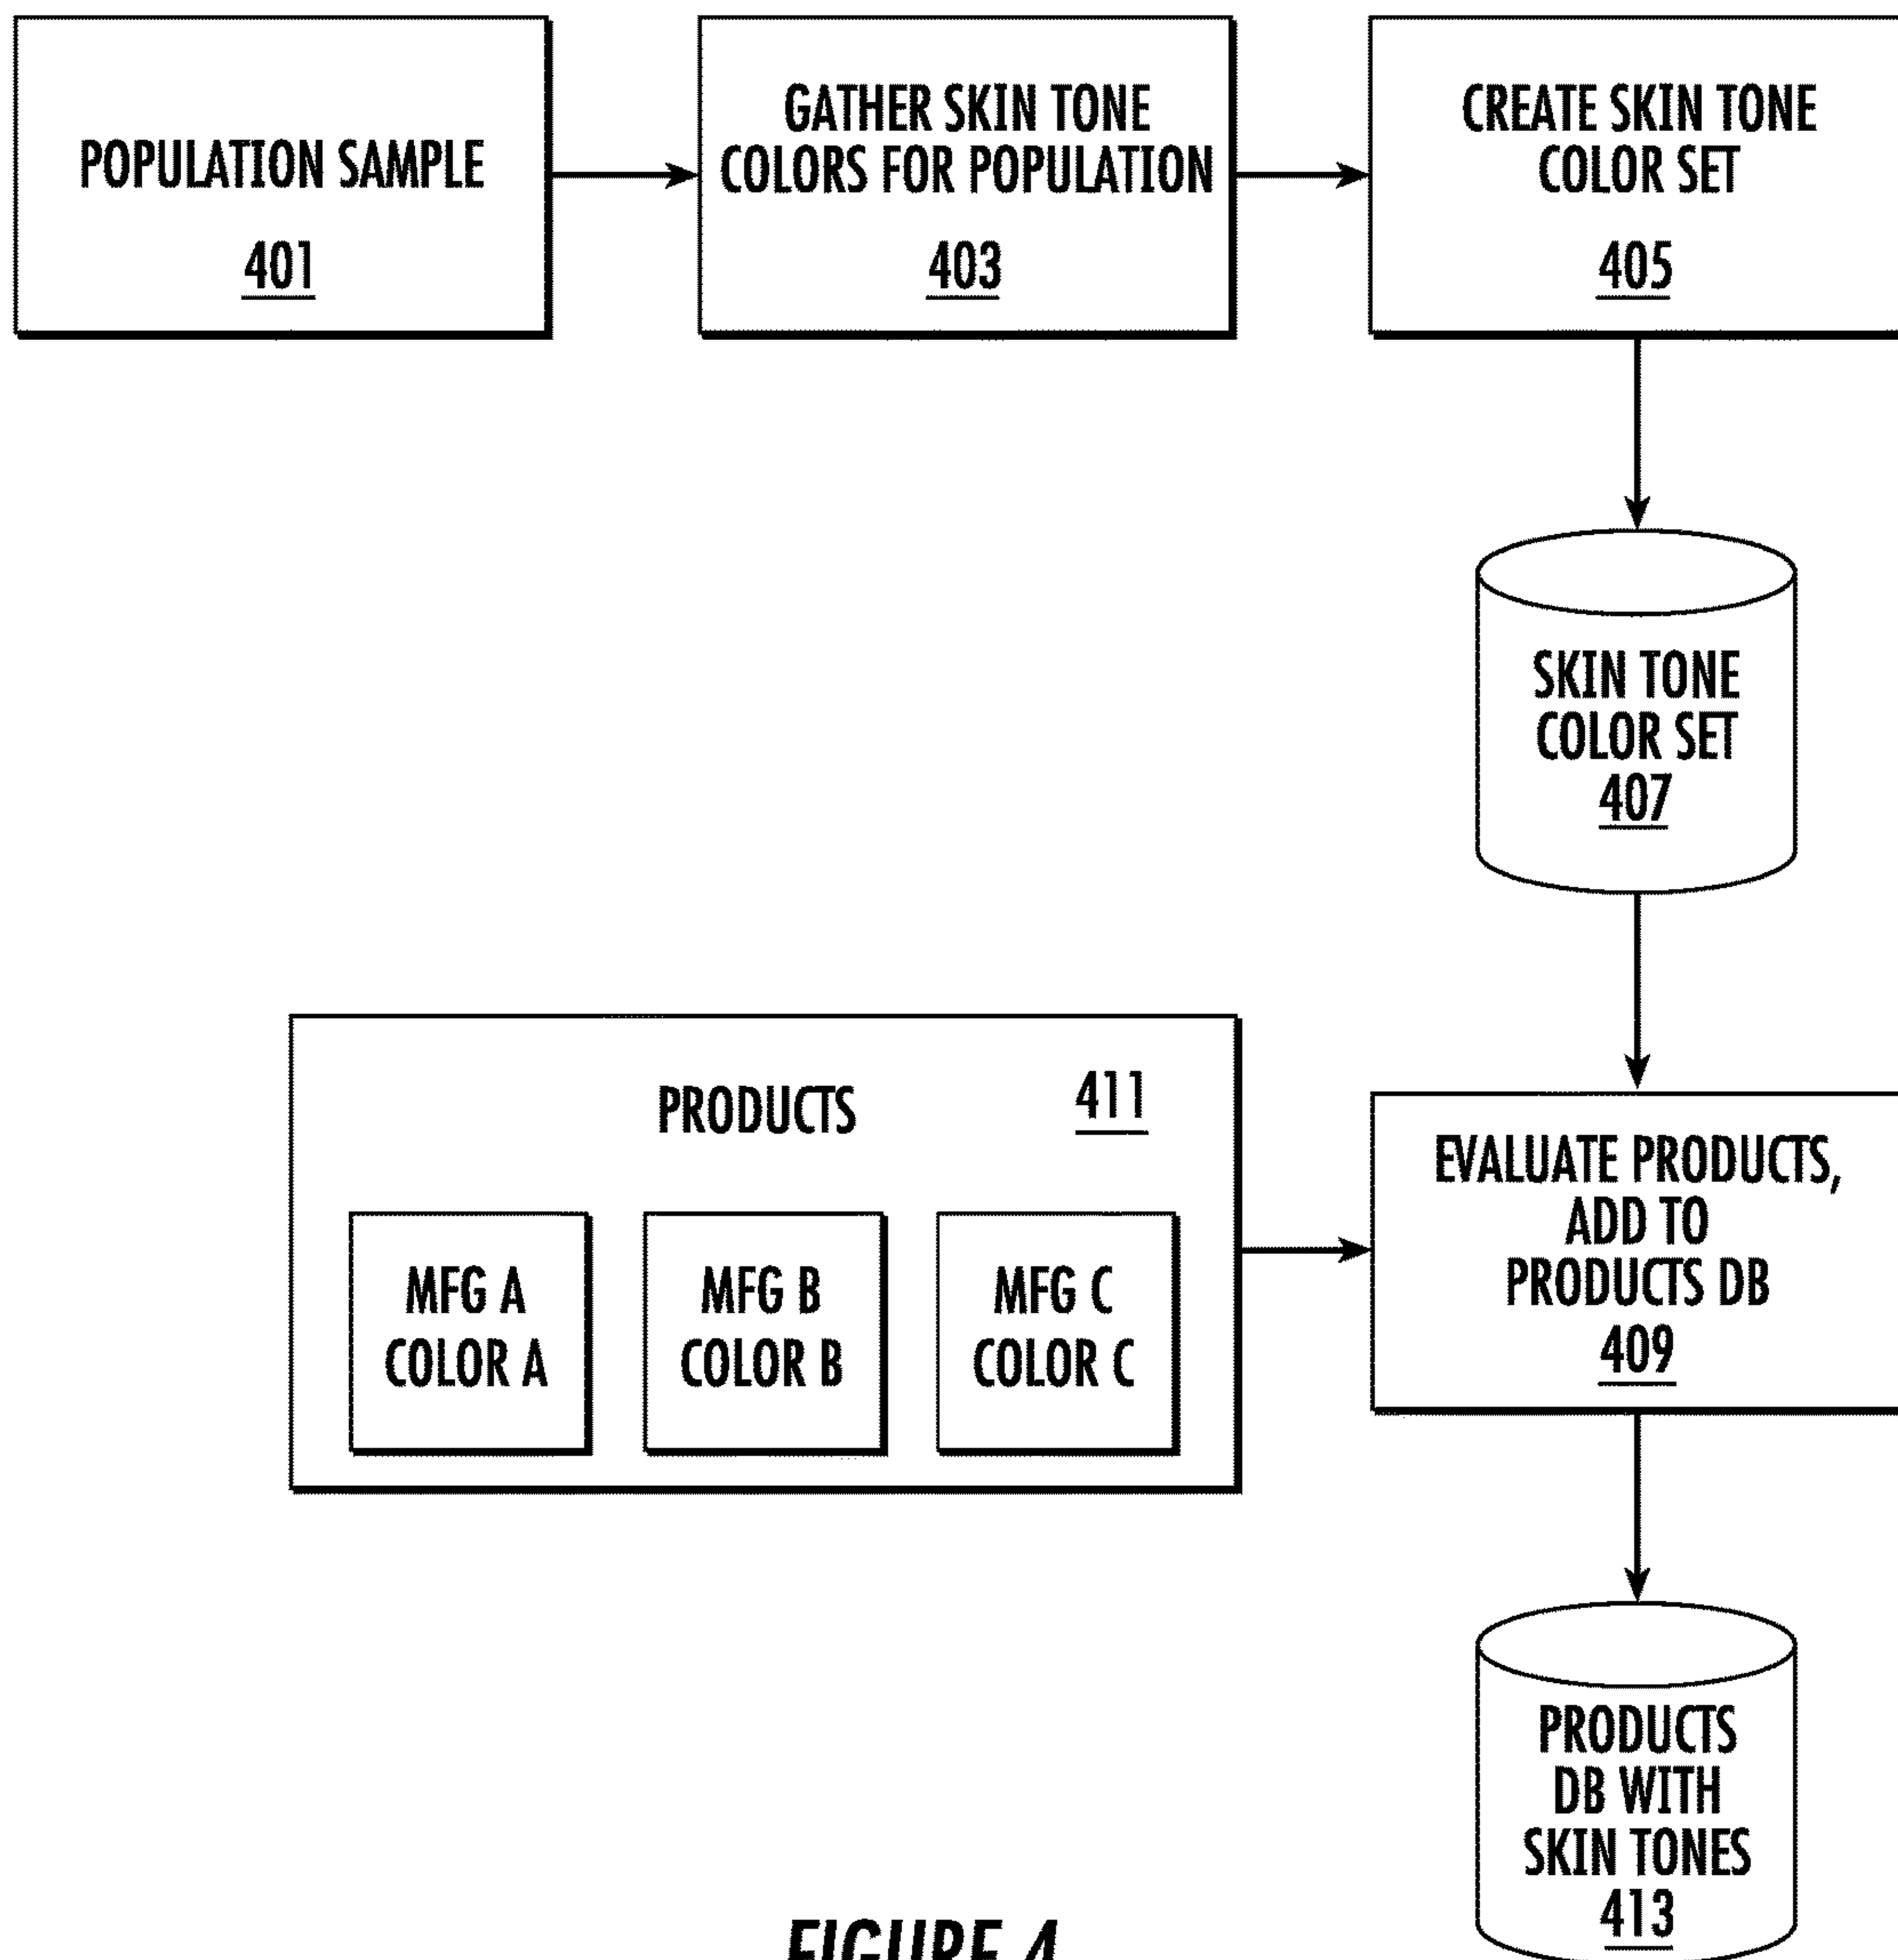 POPULATION SAMPLE
401
GATHER SKIN TONE
COLORS FOR POPULATION
403
CREATE SKIN TONE
COLOR SET
405
SKIN TONE
COLOR SET
407
PRODUCTS
411
MFG A
COLOR A
MFG B
COLOR B
MFG C
COLOR C
EVALUATE PRODUCTS,
ADD TO
PRODUCTS DB
409
PRODUCTS
DB WITH
SKIN TONES
413
FIGURE 4